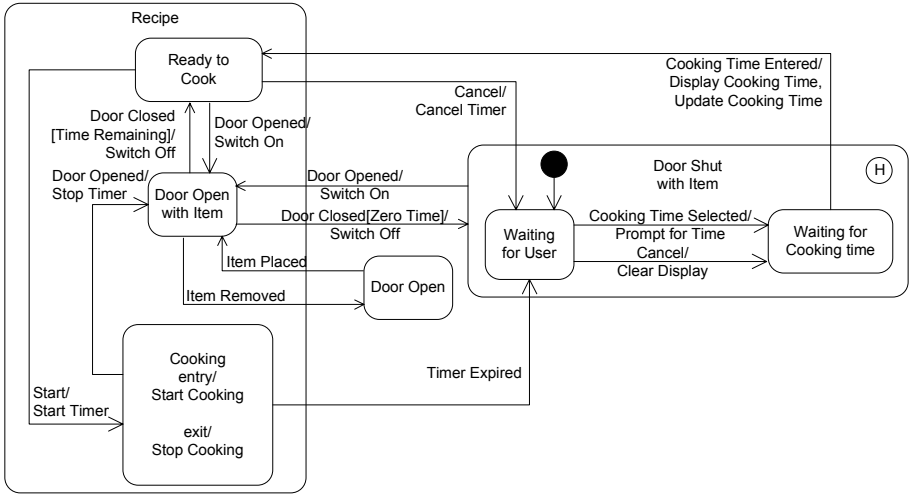 Recipe
Ready to
Cook
Cooking Time Entered/
Display Cooking Time,
Update Cooking Time
Cancel/
Cancel Timer
Door Closed
[Time Remaining]/
Switch Off
Door Opened/
Switch On
Door Opened/
Stop Timer
Door Open
with Item
Door Opened/
Switch On
Door Closed[Zero Time]/
Switch Off
Door Shut
with Item
H
Waiting
for User
Cooking Time Selected/
Prompt for Time
Cancel/
Clear Display
Waiting for
Cooking time
Item Placed
Item Removed
Door Open
Cooking
entry/
Start Cooking
exit/
Stop Cooking
Start/
Start Timer
Timer Expired